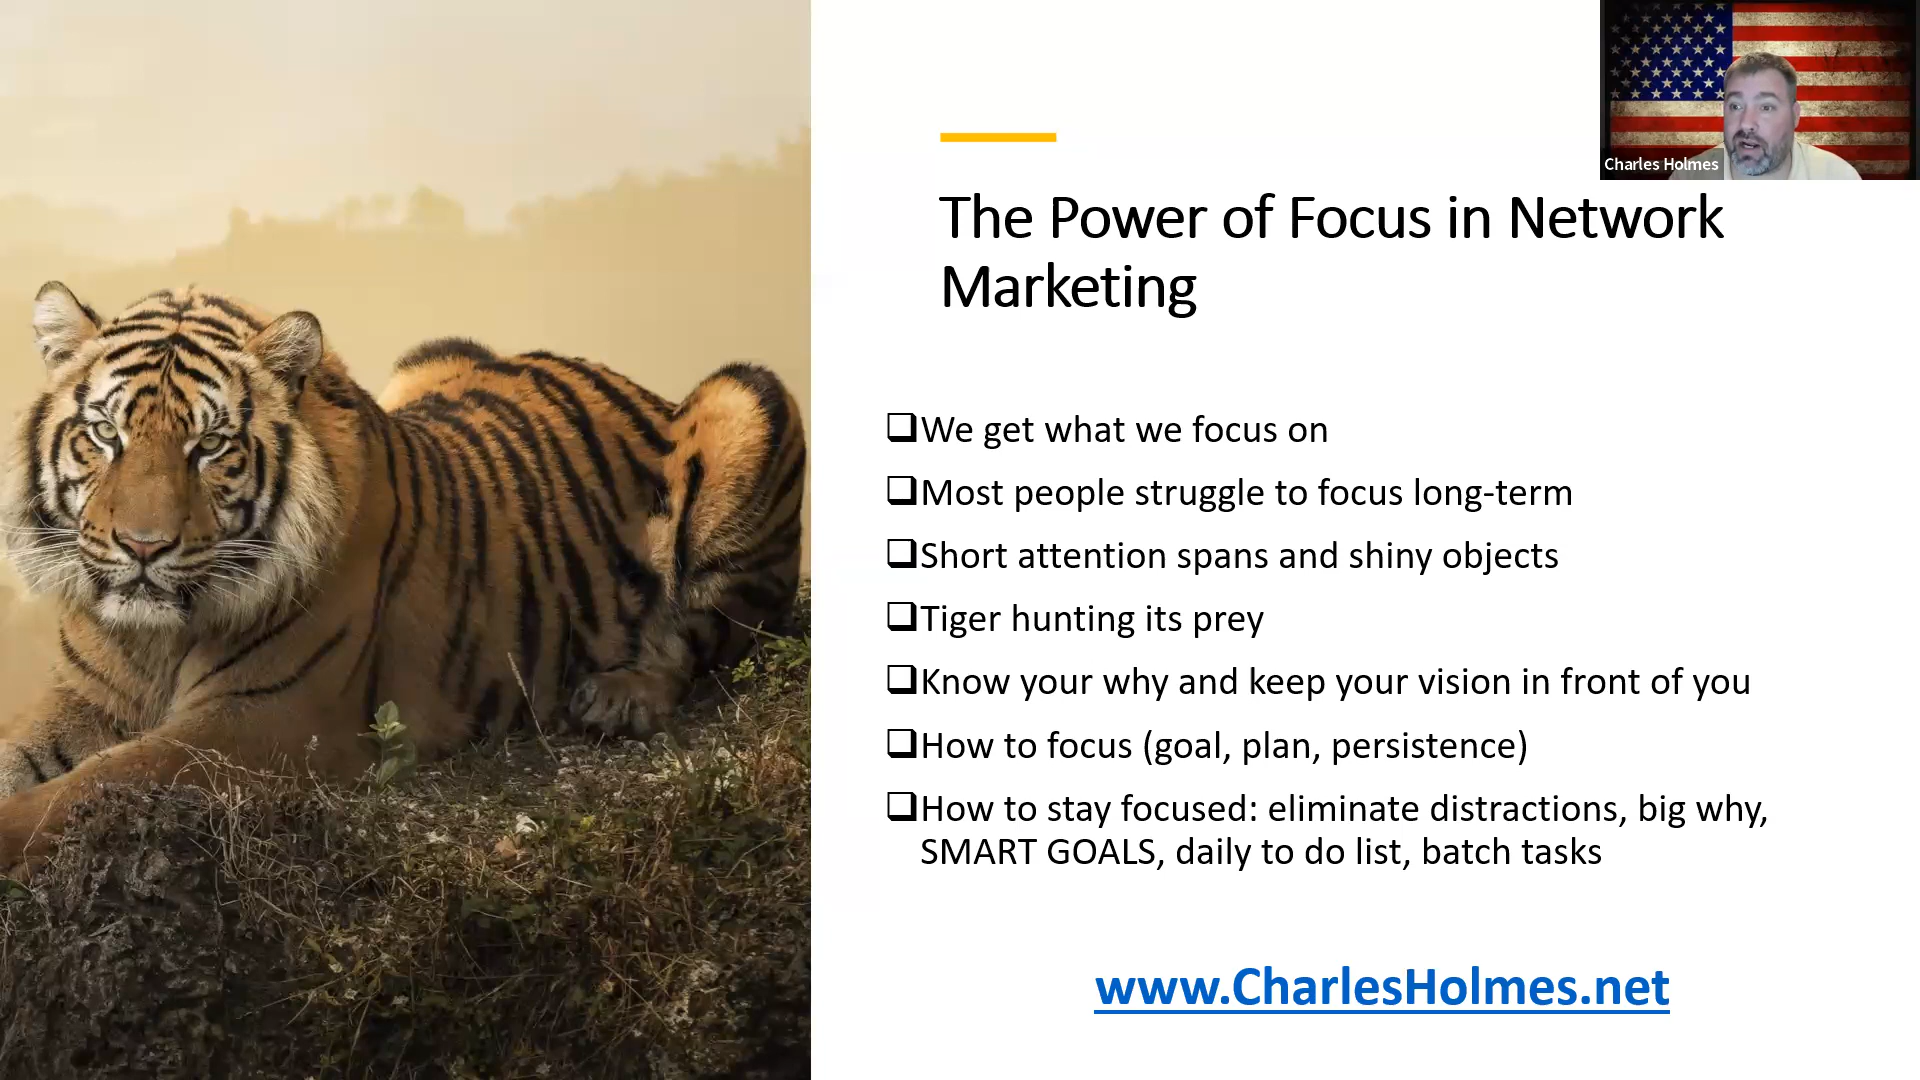 Charles Holmes
The Power of Focus in Network
Marketing
We get what we focus on
Most people struggle to focus long-term
Short attention spans and shiny objects
Tiger hunting its prey
Know your why and keep your vision in front of you
How to focus (goal, plan, persistence)
How to stay focused: eliminate distractions, big why,
SMART GOALS, daily to do list, batch tasks
www.CharlesHolmes.net